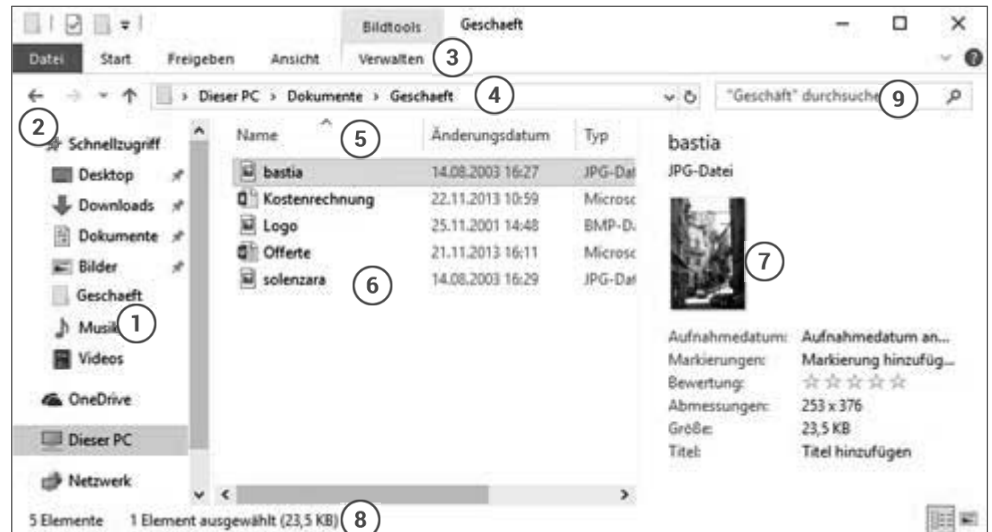 Bildtools Geschaeft
Datei Start Freigeben Ansicht Verwalten 3
Dieser PC › Dokumente › Geschaeft 4 "Geschäft" durchsuche 9
2
Schnellzugriff
Desktop
Downloads
Dokumente
Bilder
Geschaeft
Musik 1
Videos
OneDrive
Dieser PC
Netzwerk
Name 5 Änderungsdatum Typ
bastia 14.08.2003 16:27 JPG-Dat
Kostenrechnung 22.11.2013 10:59 Microsc
Logo 25.11.2001 14:48 BMP-D
Offerte 21.11.2013 16:11 Microsc
solenzara 6 14.08.2003 16:29 JPG-Dat
bastia
JPG-Datei
7
Aufnahmedatum: Aufnahmedatum an...
Markierungen: Markierung hinzufüg...
Bewertung: ☆☆☆☆☆
Abmessungen: 253 x 376
Größe: 23,5 KB
Titel: Titel hinzufügen
5 Elemente 1 Element ausgewählt (23,5 KB) 8